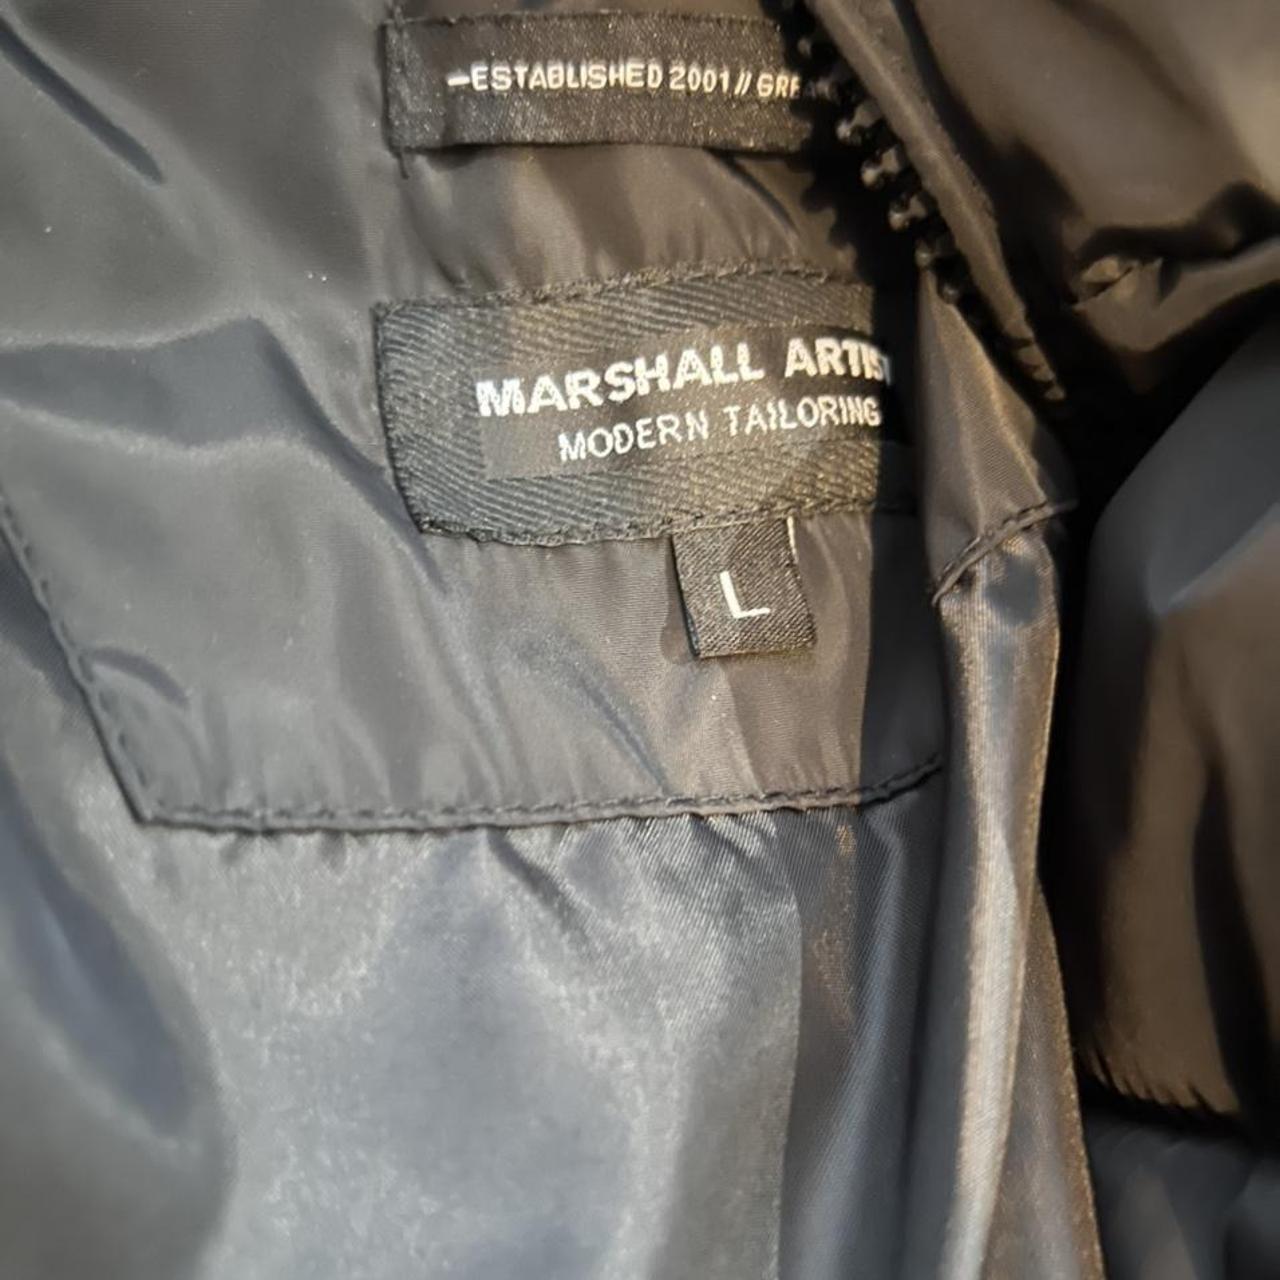 –ESTABLISHED 2001//
MARSHALL ARTIST
MODERN TAILORING
L